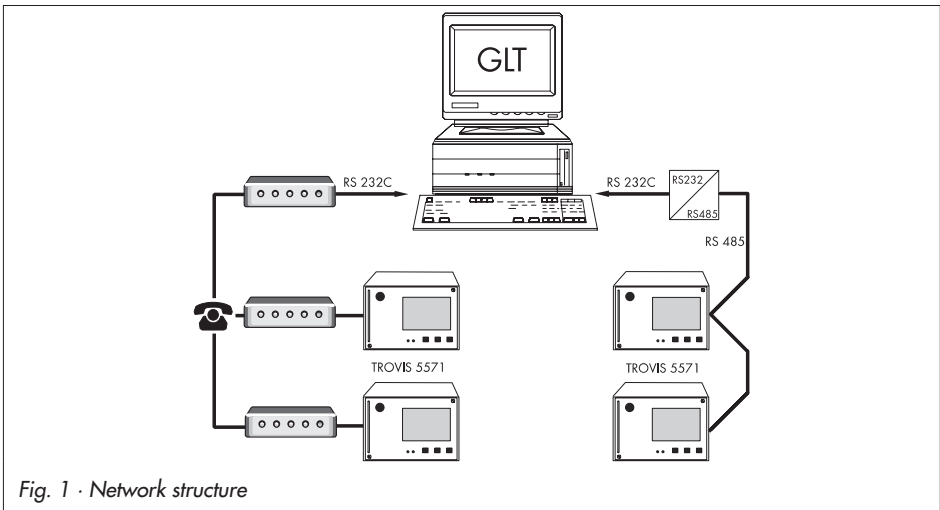 GLT
RS 232C
RS 232C
RS232
RS485
RS 485
TROVIS 5571
TROVIS 5571
Fig. 1 · Network structure